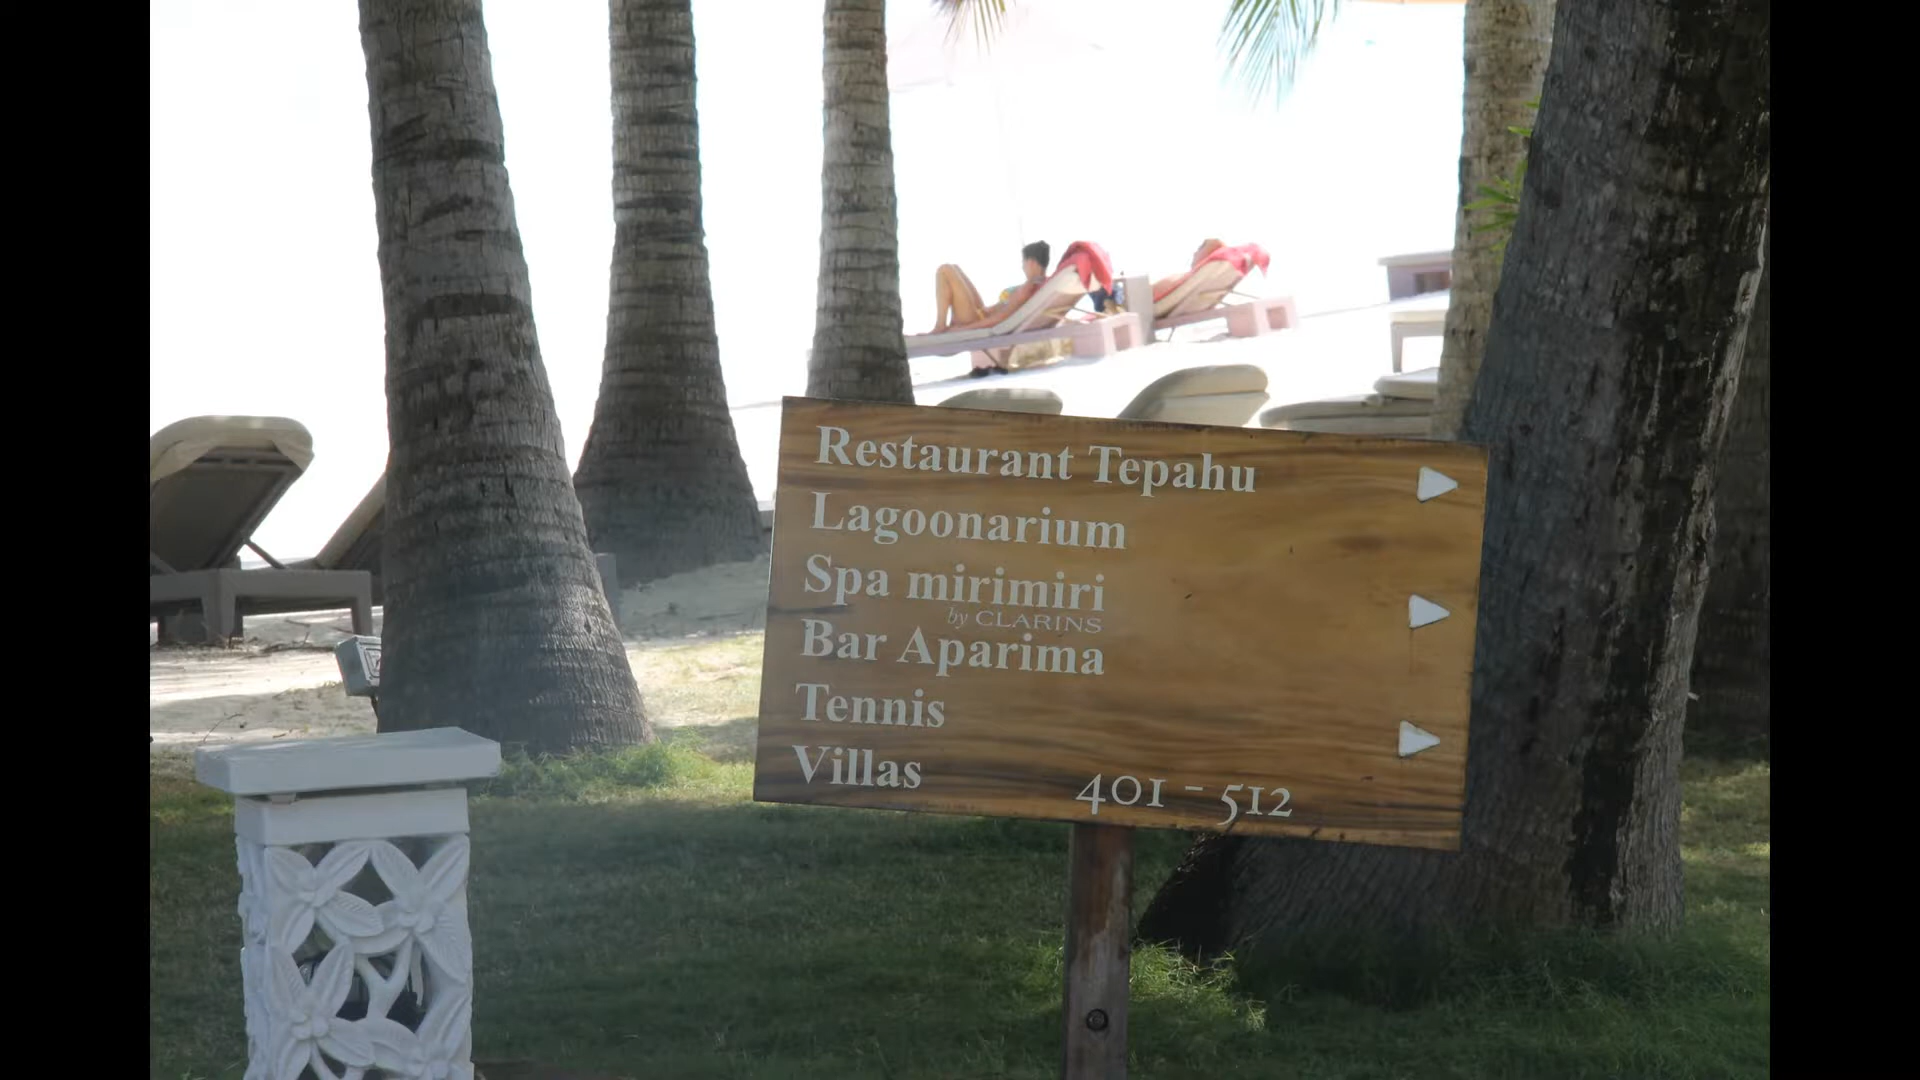 Restaurant Tepahu
Lagoonarium
Spa mirimiri
by CLARINS
Bar Aparima
Tennis
Villas 401 - 512